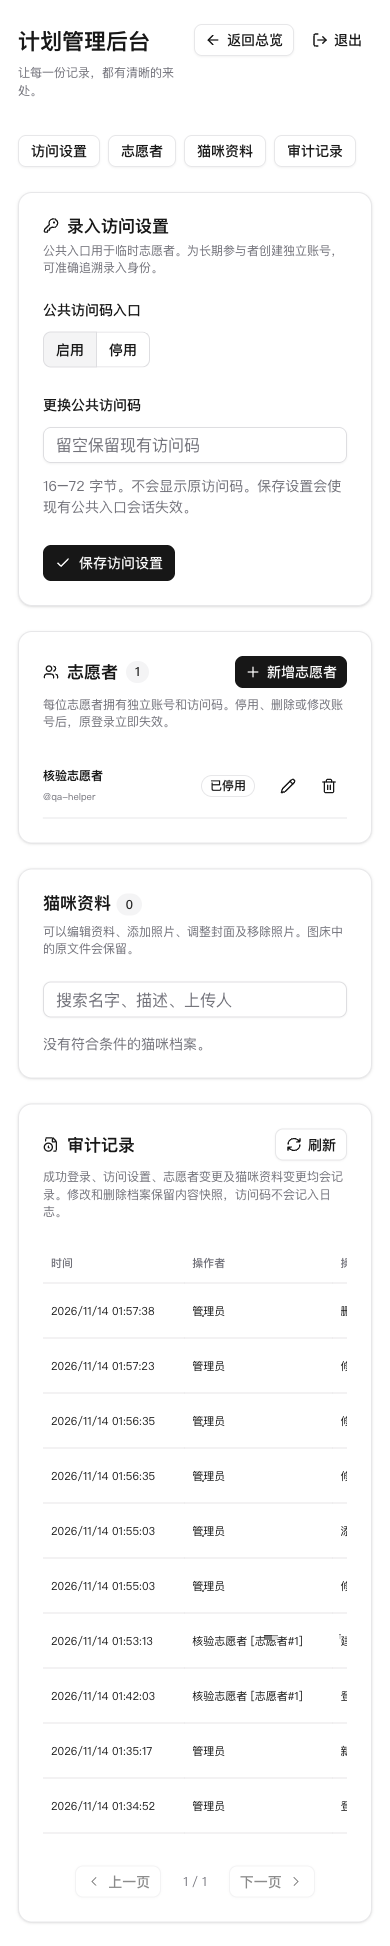 计划管理后台
返回总览
退出
让每一份记录，都有清晰的来
处。
访问设置
志愿者
猫咪资料
审计记录
录入访问设置
公共入口用于临时志愿者。为长期参与者创建独立账号，
可准确追溯录入身份。
公共访问码入口
启用
停用
更换公共访问码
留空保留现有访问码
16—72 字节。不会显示原访问码。保存设置会使
现有公共入口会话失效。
保存访问设置
志愿者 1
新增志愿者
每位志愿者拥有独立账号和访问码。停用、删除或修改账
号后，原登录立即失效。
核验志愿者
@qa-helper
已停用
猫咪资料 0
可以编辑资料、添加照片、调整封面及移除照片。图床中
的原文件会保留。
搜索名字、描述、上传人
没有符合条件的猫咪档案。
审计记录
刷新
成功登录、访问设置、志愿者变更及猫咪资料变更均会记
录。修改和删除档案保留内容快照，访问码不会记入日
志。
时间 操作者
2026/11/14 01:57:38 管理员
2026/11/14 01:57:23 管理员
2026/11/14 01:56:35 管理员
2026/11/14 01:56:35 管理员
2026/11/14 01:55:03 管理员
2026/11/14 01:55:03 管理员
2026/11/14 01:53:13 核验志愿者 [志愿者#1]
2026/11/14 01:42:03 核验志愿者 [志愿者#1]
2026/11/14 01:35:17 管理员
2026/11/14 01:34:52 管理员
上一页
1 / 1
下一页